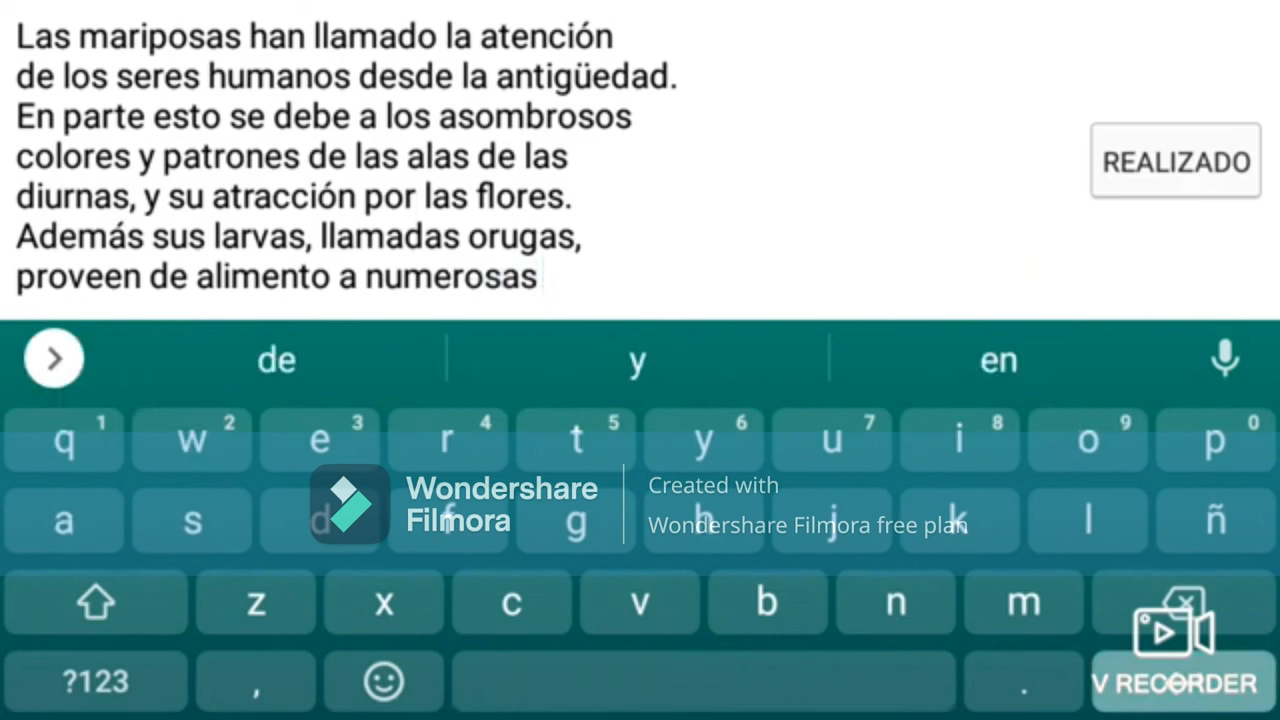 Las mariposas han llamado la atención
de los seres humanos desde la antigüedad.
En parte esto se debe a los asombrosos
colores y patrones de las alas de las
diurnas, y su atracción por las flores.
Además sus larvas, llamadas orugas,
proveen de alimento a numerosas
REALIZADO
de y en
q 1 w 2 e 3 r 4 t 5 y 6 u 7 i 8 o 9 p 0
a s d f g h j k l ñ
Wondershare
Filmora
Created with
Wondershare Filmora free plan
z x c v b n m
?123 , .
V RECORDER